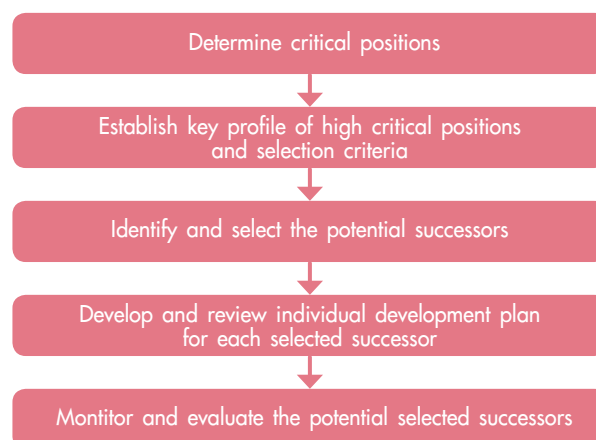 Determine critical positions
Establish key profile of high critical positions
and selection criteria
Identify and select the potential successors
Develop and review individual development plan
for each selected successor
Montitor and evaluate the potential selected successors